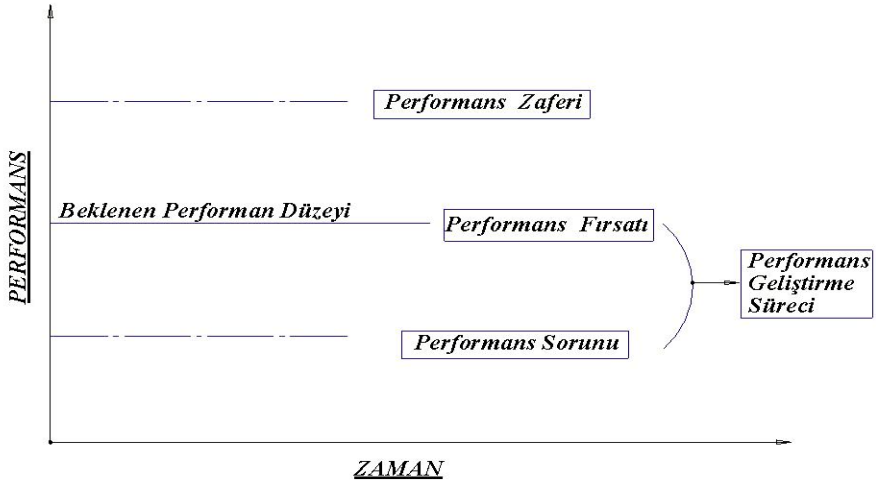 Performans Zaferi
PERFORMANS
Beklenen Performan Düzeyi
Performans Fırsatı
Performans
Geliştirme
Süreci
Performans Sorunu
ZAMAN